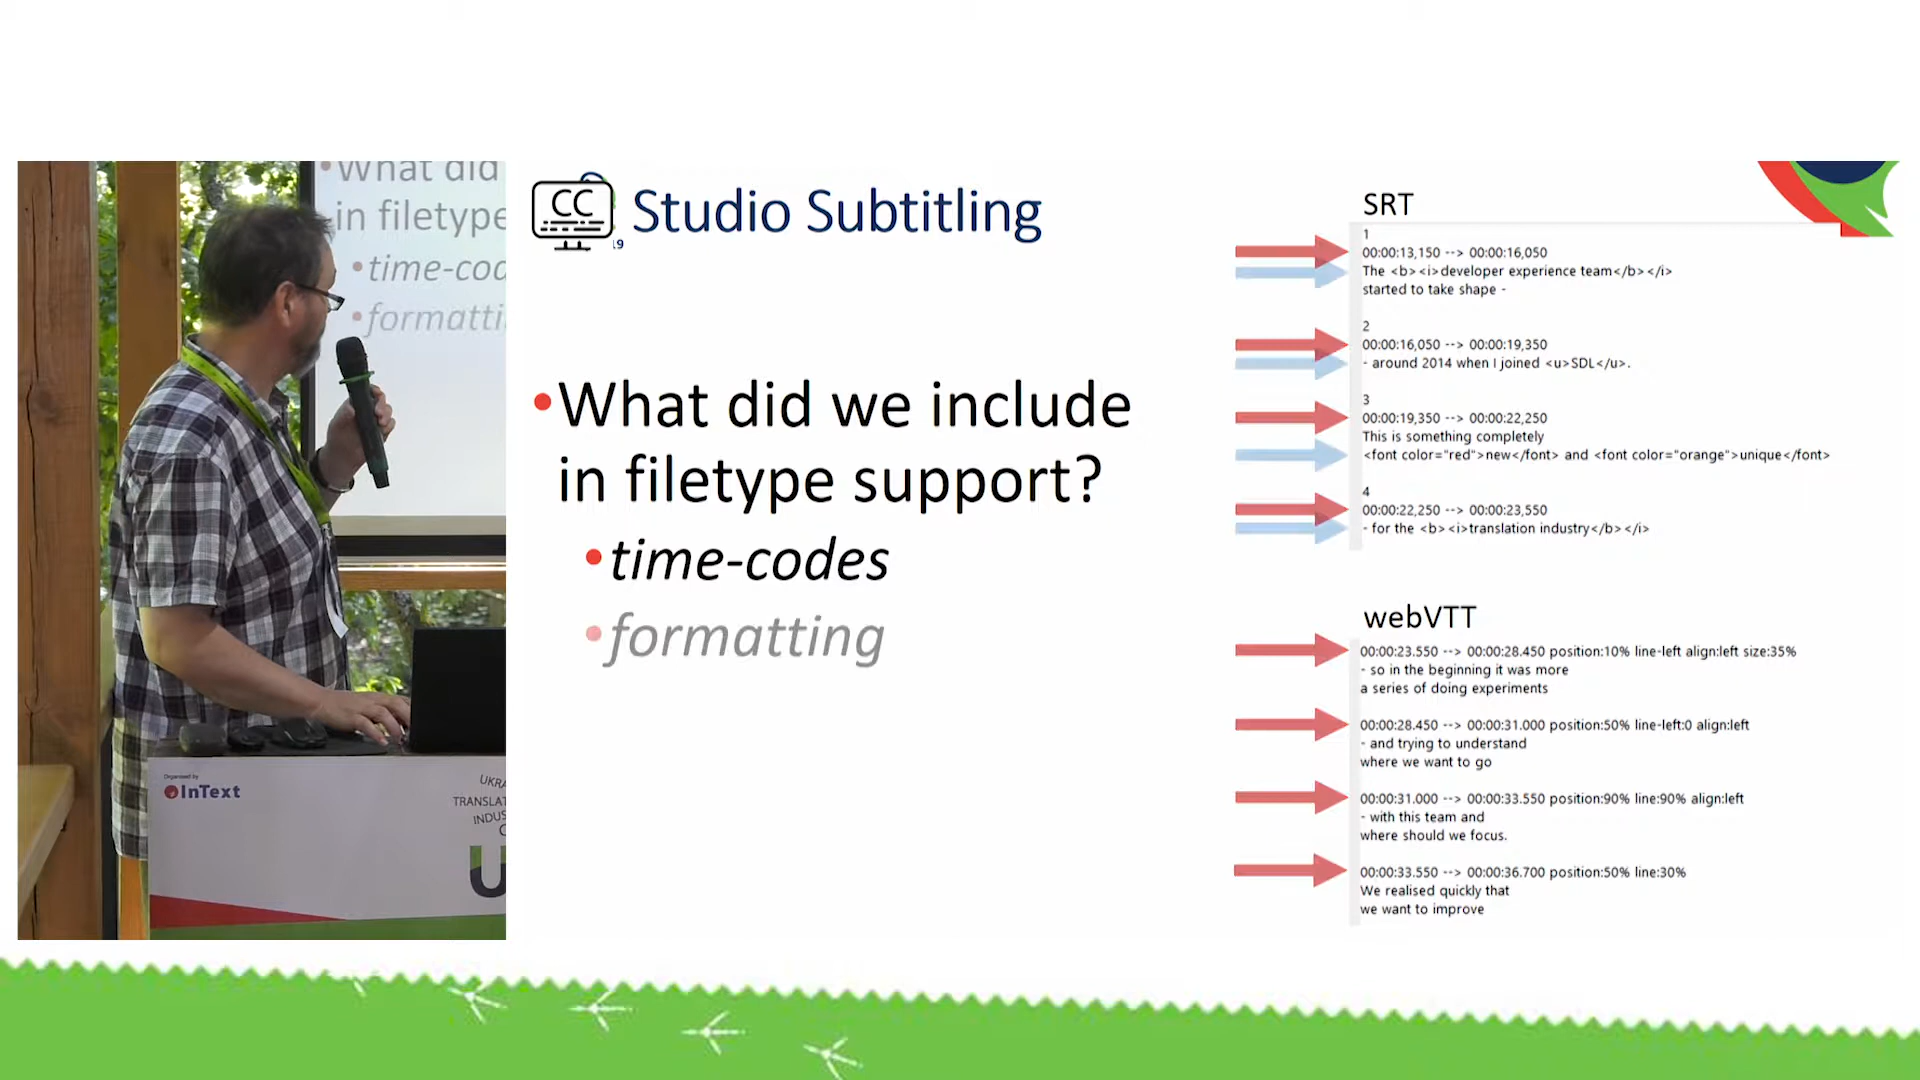 What did
in filetype
time-cod
formatti
Organised by
InText
UKRA
TRANSLAT
INDUS
C
U
CC
19
Studio Subtitling
•What did we include
in filetype support?
•time-codes
•formatting
SRT
1
00:00:13,150 --> 00:00:16,050
The <b><i>developer experience team</b></i>
started to take shape -
2
00:00:16,050 --> 00:00:19,350
- around 2014 when I joined <u>SDL</u>.
3
00:00:19,350 --> 00:00:22,250
This is something completely
<font color="red">new</font> and <font color="orange">unique</font>
4
00:00:22,250 --> 00:00:23,550
- for the <b><i>translation industry</b></i>
webVTT
00:00:23.550 --> 00:00:28.450 position:10% line-left align:left size:35%
- so in the beginning it was more
a series of doing experiments
00:00:28.450 --> 00:00:31.000 position:50% line-left:0 align:left
- and trying to understand
where we want to go
00:00:31.000 --> 00:00:33.550 position:90% line:90% align:left
- with this team and
where should we focus.
00:00:33.550 --> 00:00:36.700 position:50% line:30%
We realised quickly that
we want to improve